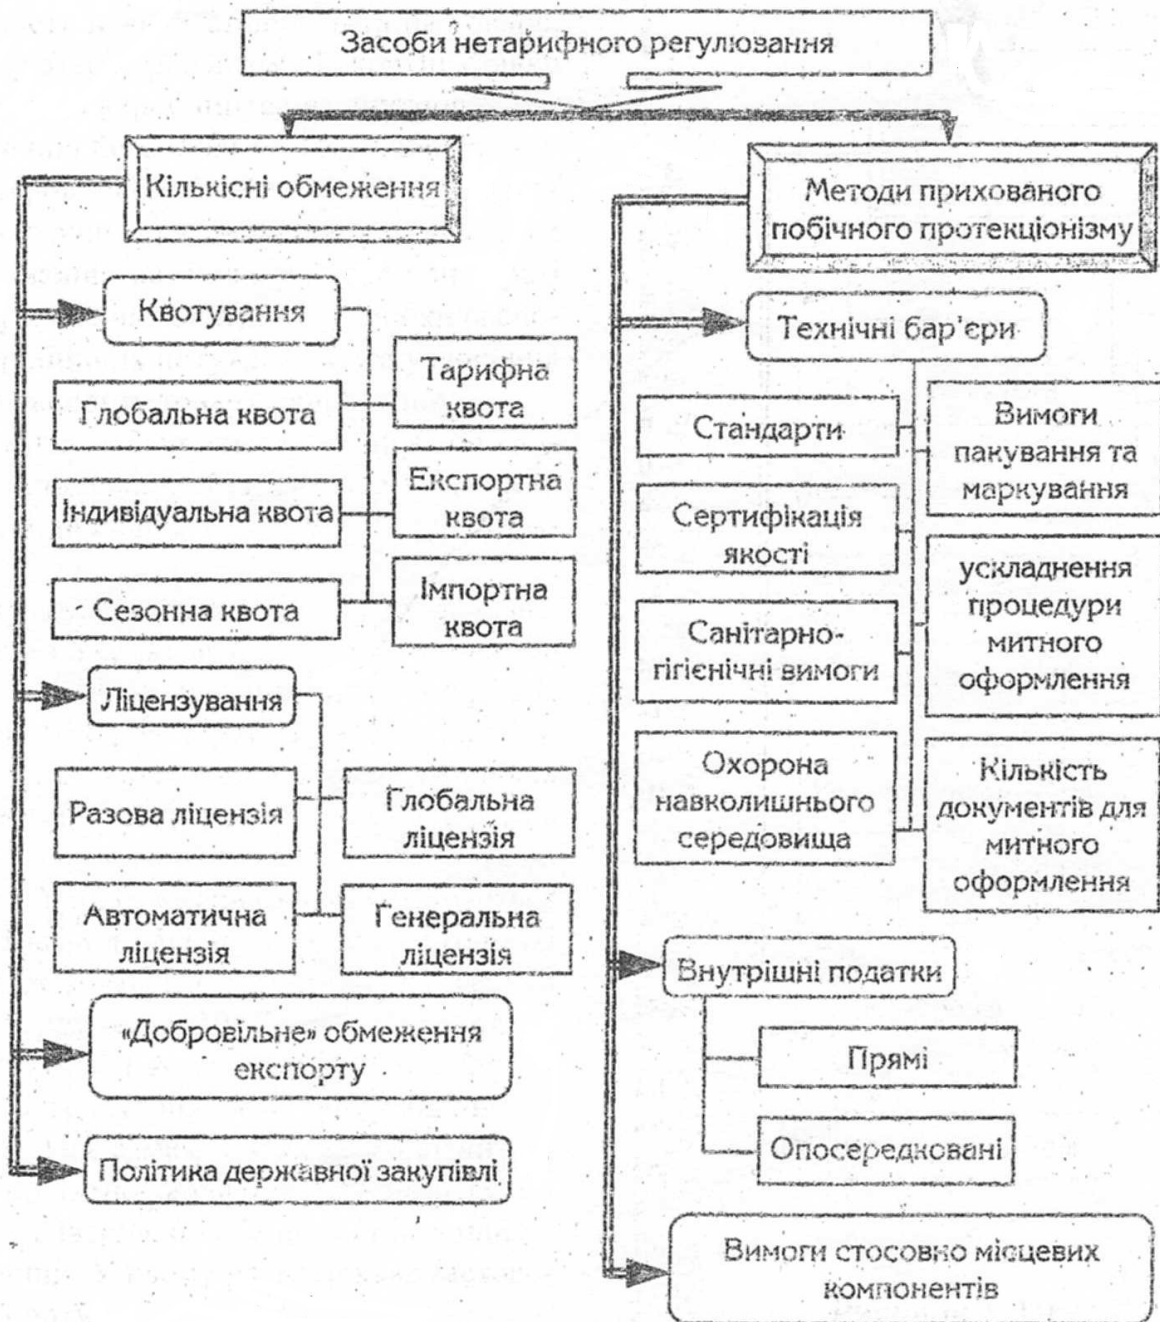 Засоби нетарифного регулювання
Кількісні обмеження
Квотування
Глобальна квота
Тарифна
квота
Індивідуальна квота
Експортна
квота
Сезонна квота
Імпортна
квота
Ліцензування
Разова ліцензія
Глобальна
ліцензія
Автоматична
ліцензія
Генеральна
ліцензія
«Добровільне» обмеження
експорту
Політика державної закупівлі
Методи прихованого
побічного протекціонізму
Технічні бар’єри
Стандарти
Вимоги
пакування та
маркування
Сертифікація
якості
ускладнення
процедури
митного
оформлення
Санітарно-
гігієнічні вимоги
Охорона
навколишнього
середовища
Кількість
документів для
митного
оформлення
Внутрішні податки
Прямі
Опосередковані
Вимоги стосовно місцевих
компонентів